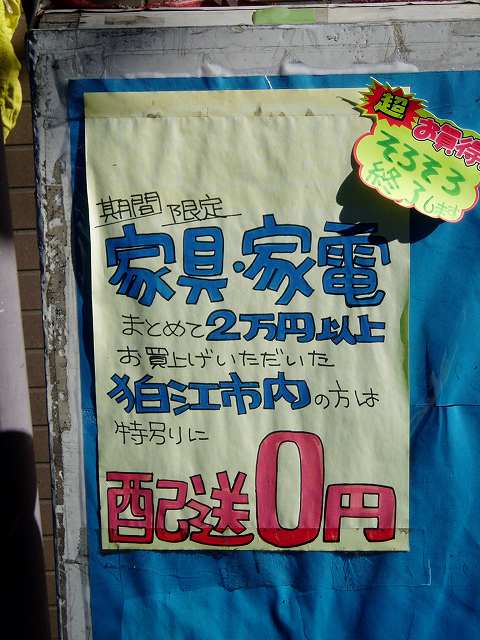 超お買得
そろそろ
終了します
期間限定
家具・家電
まとめて2万円以上
お買上げいただいた
狛江市内の方は
特別に
配送0円